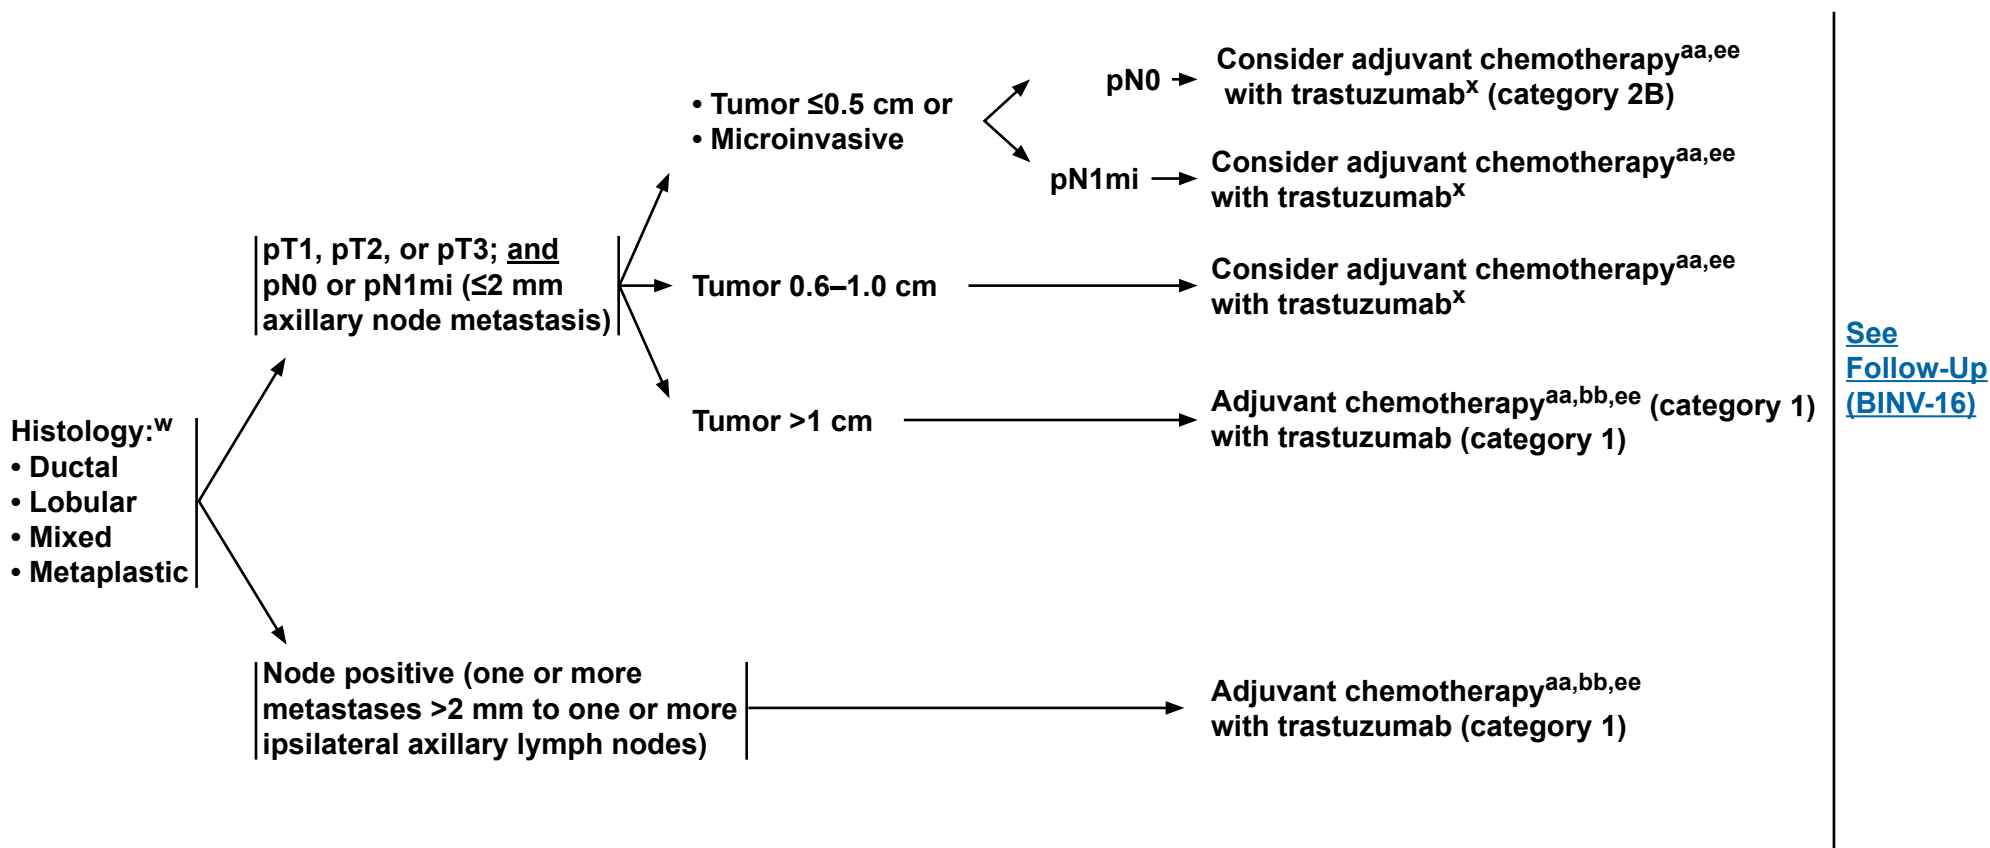 Histology:w
• Ductal
• Lobular
• Mixed
• Metaplastic
pT1, pT2, or pT3; and
pN0 or pN1mi (≤2 mm
axillary node metastasis)
• Tumor ≤0.5 cm or
• Microinvasive
pN0
Consider adjuvant chemotherapyaa,ee
with trastuzumabx (category 2B)
pN1mi
Consider adjuvant chemotherapyaa,ee
with trastuzumabx
Tumor 0.6–1.0 cm
Consider adjuvant chemotherapyaa,ee
with trastuzumabx
Tumor >1 cm
Adjuvant chemotherapyaa,bb,ee (category 1)
with trastuzumab (category 1)
Node positive (one or more
metastases >2 mm to one or more
ipsilateral axillary lymph nodes)
Adjuvant chemotherapyaa,bb,ee
with trastuzumab (category 1)
See
Follow-Up
(BINV-16)